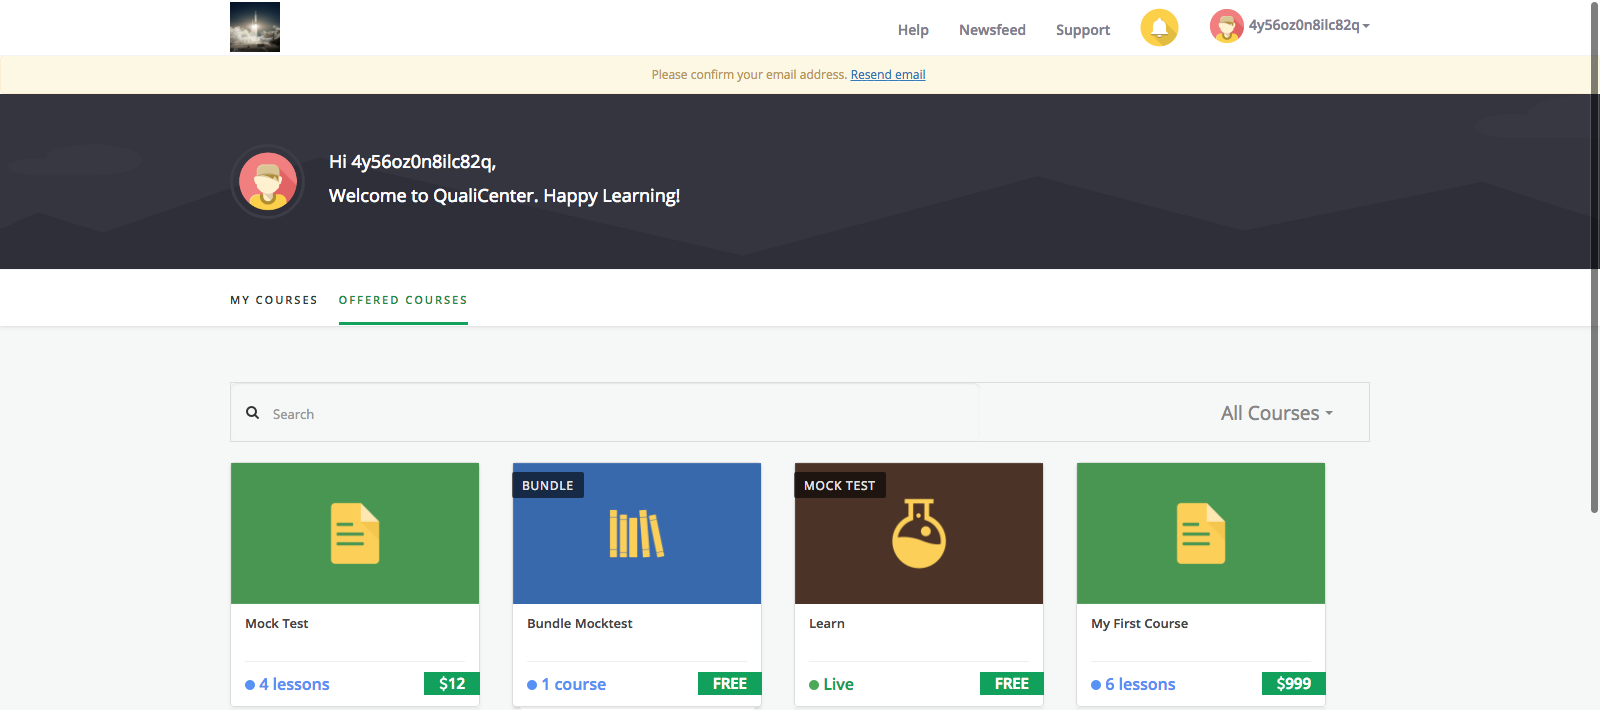 Help Newsfeed Support 4y56oz0n8ilc82q
Please confirm your email address. Resend email
Hi 4y56oz0n8ilc82q,
Welcome to QualiCenter. Happy Learning!
MY COURSES OFFERED COURSES
Search All Courses
BUNDLE MOCK TEST
Mock Test Bundle Mocktest Learn My First Course
4 lessons $12 1 course FREE Live FREE 6 lessons $999